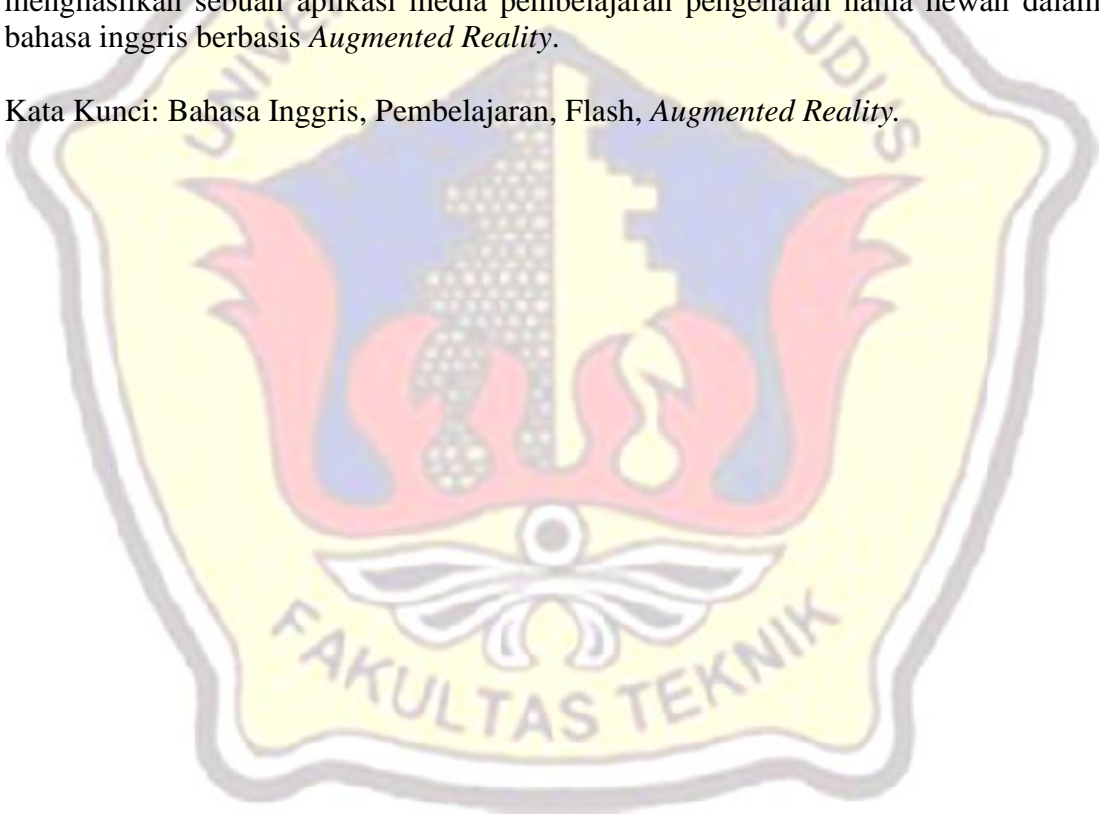 menghasilkan sebuah aplikasi media pembelajaran pengenalan nama hewan dalam
bahasa inggris berbasis Augmented Reality.
Kata Kunci: Bahasa Inggris, Pembelajaran, Flash, Augmented Reality.
FAKULTAS TEKNIK